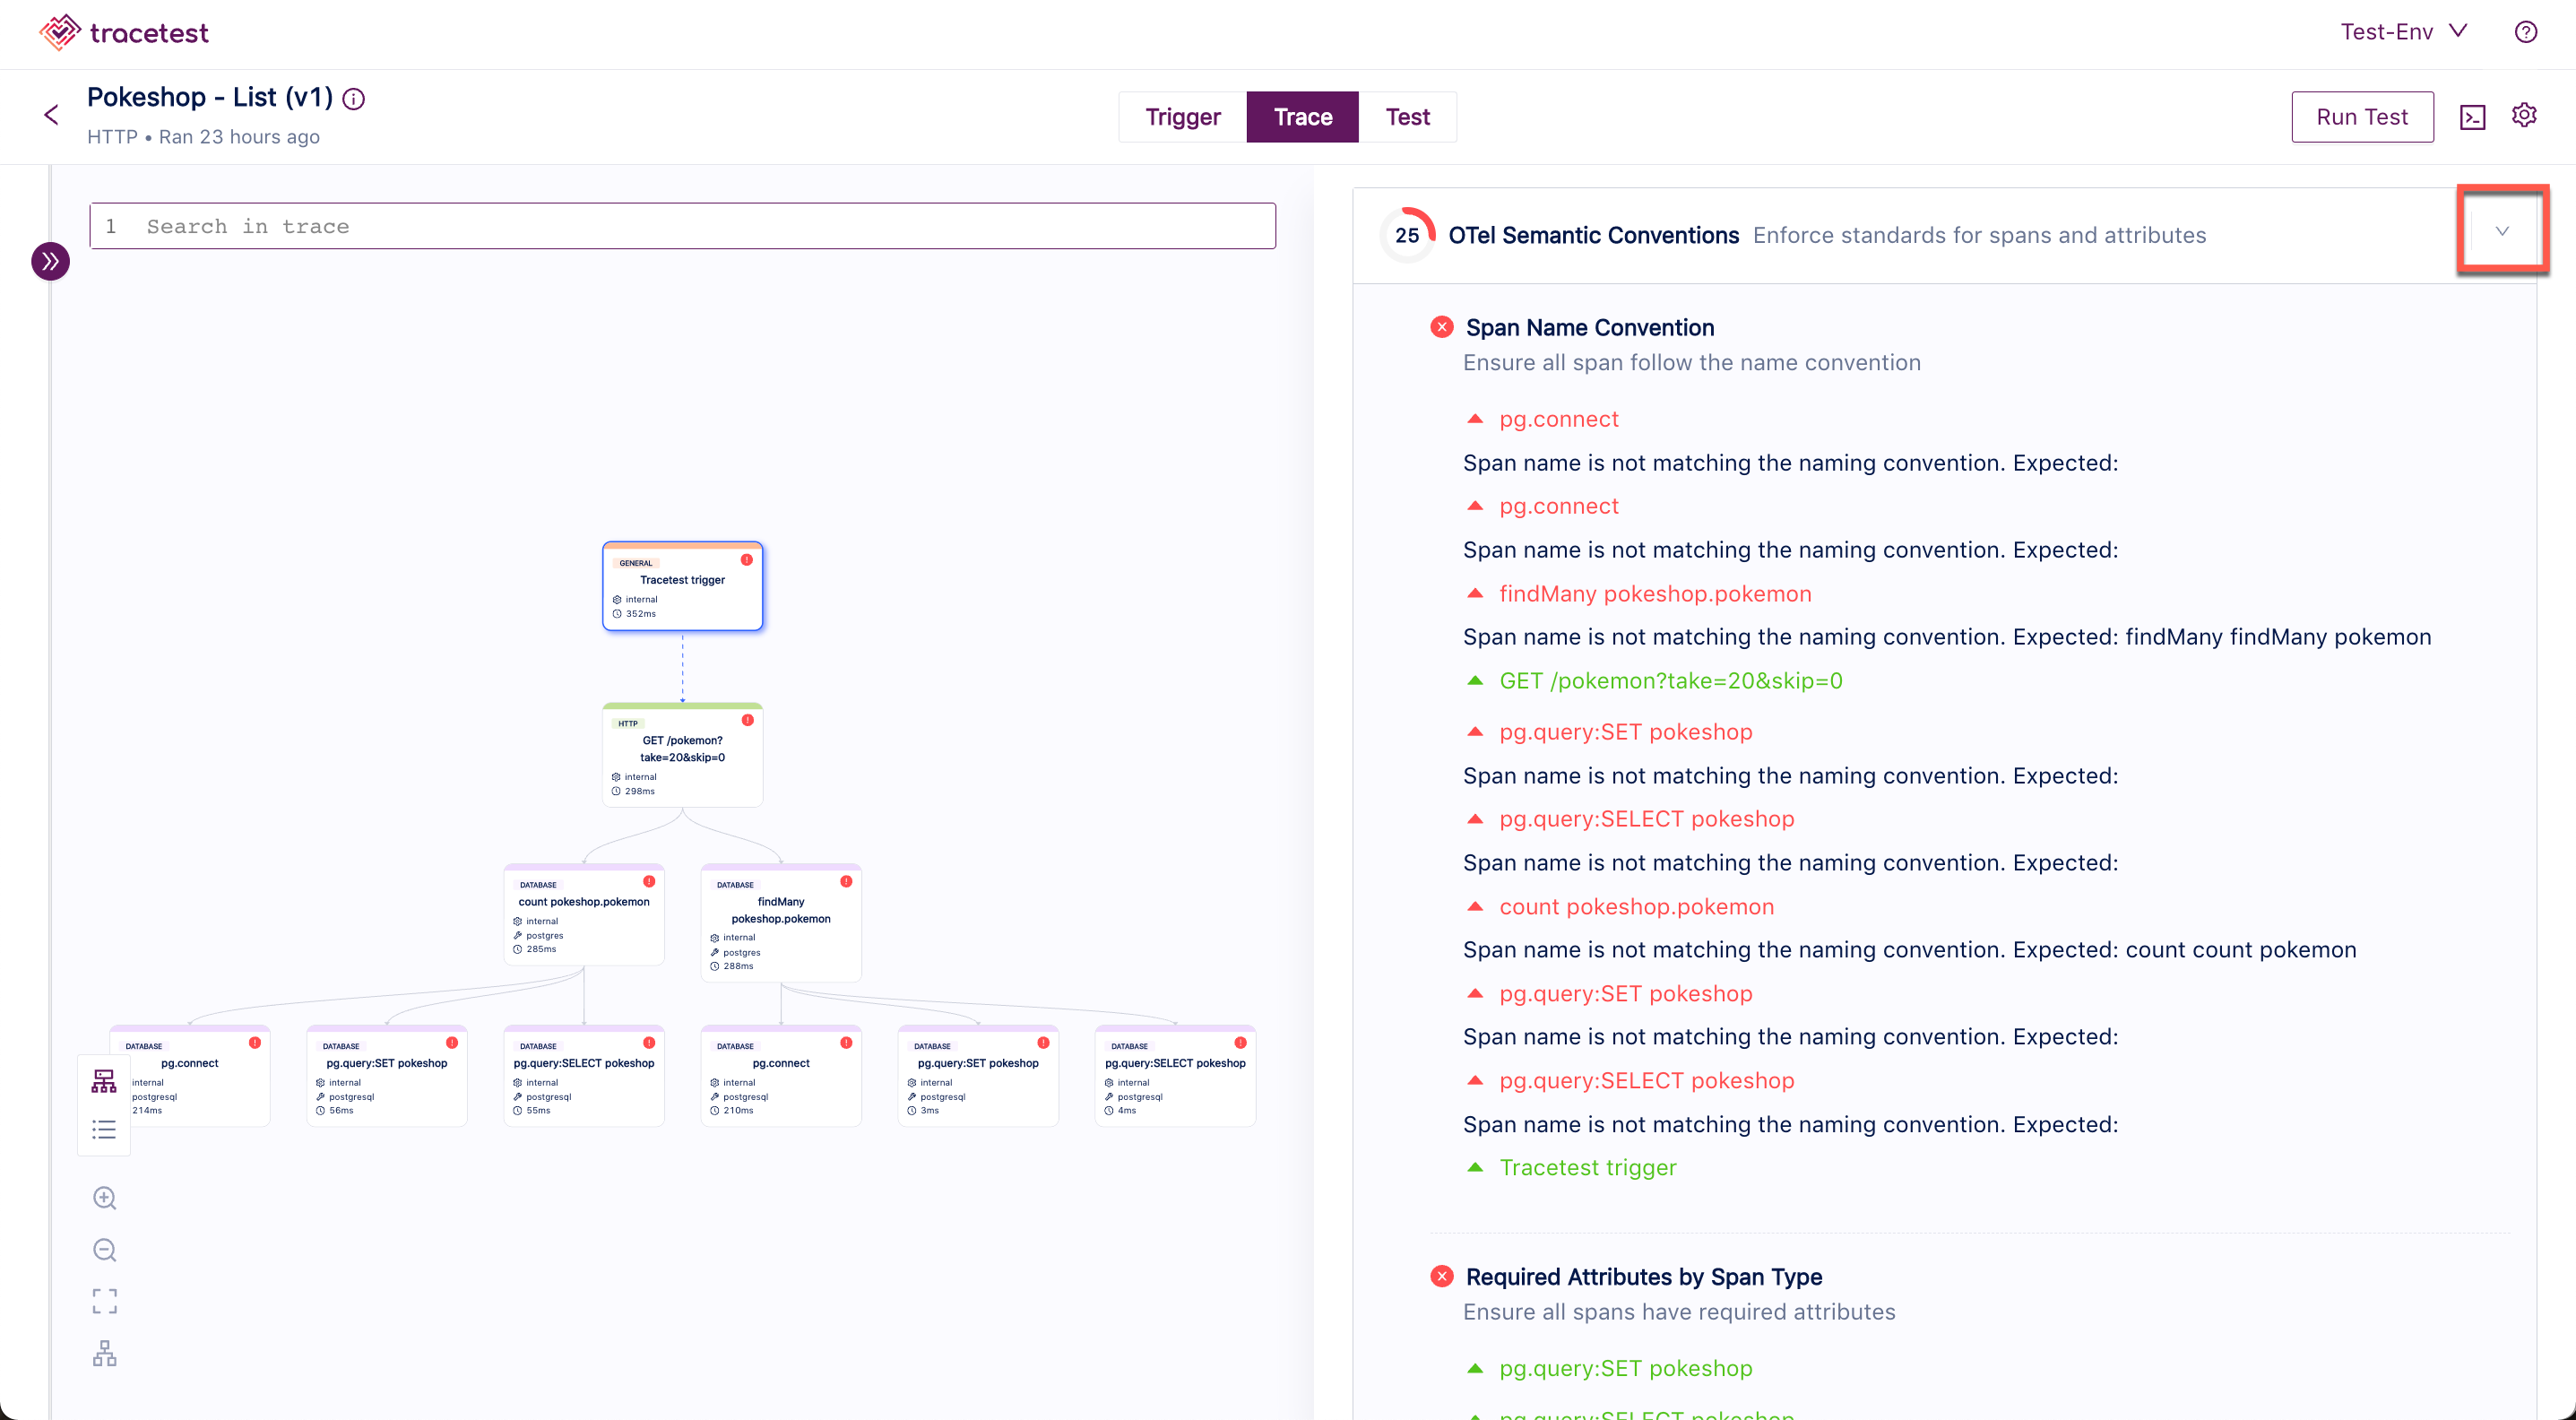 tracetest
Test-Env
Pokeshop - List (v1)
HTTP • Ran 23 hours ago
Trigger
Trace
Test
Run Test
1 Search in trace
GENERAL
Tracetest trigger
internal
352ms
HTTP
GET /pokemon?
take=20&skip=0
internal
298ms
DATABASE
count pokeshop.pokemon
internal
postgres
285ms
DATABASE
findMany
pokeshop.pokemon
internal
postgres
288ms
DATABASE
pg.connect
internal
postgresql
214ms
DATABASE
pg.query:SET pokeshop
internal
postgresql
56ms
DATABASE
pg.query:SELECT pokeshop
internal
postgresql
55ms
DATABASE
pg.connect
internal
postgresql
210ms
DATABASE
pg.query:SET pokeshop
internal
postgresql
3ms
DATABASE
pg.query:SELECT pokeshop
internal
postgresql
4ms
25 OTel Semantic Conventions Enforce standards for spans and attributes
Span Name Convention
Ensure all span follow the name convention
pg.connect
Span name is not matching the naming convention. Expected:
pg.connect
Span name is not matching the naming convention. Expected:
findMany pokeshop.pokemon
Span name is not matching the naming convention. Expected: findMany findMany pokemon
GET /pokemon?take=20&skip=0
pg.query:SET pokeshop
Span name is not matching the naming convention. Expected:
pg.query:SELECT pokeshop
Span name is not matching the naming convention. Expected:
count pokeshop.pokemon
Span name is not matching the naming convention. Expected: count count pokemon
pg.query:SET pokeshop
Span name is not matching the naming convention. Expected:
pg.query:SELECT pokeshop
Span name is not matching the naming convention. Expected:
Tracetest trigger
Required Attributes by Span Type
Ensure all spans have required attributes
pg.query:SET pokeshop
pg.query:SELECT pokeshop